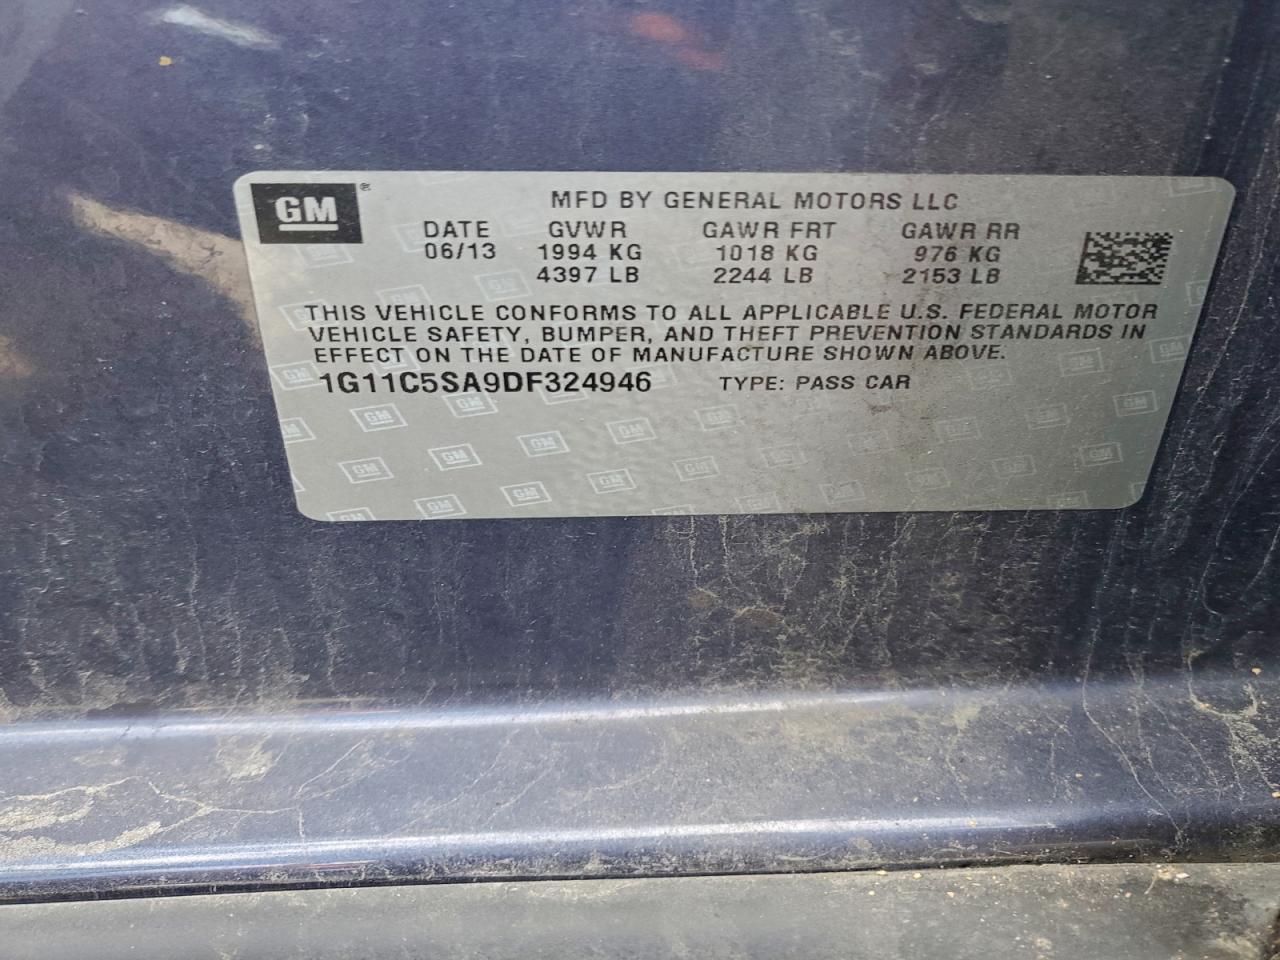 GM®
MFD BY GENERAL MOTORS LLC
DATE GVWR GAWR FRT GAWR RR
06/13 1994 KG 1018 KG 976 KG
4397 LB 2244 LB 2153 LB
THIS VEHICLE CONFORMS TO ALL APPLICABLE U.S. FEDERAL MOTOR
VEHICLE SAFETY, BUMPER, AND THEFT PREVENTION STANDARDS IN
EFFECT ON THE DATE OF MANUFACTURE SHOWN ABOVE.
1G11C5SA9DF324946 TYPE: PASS CAR